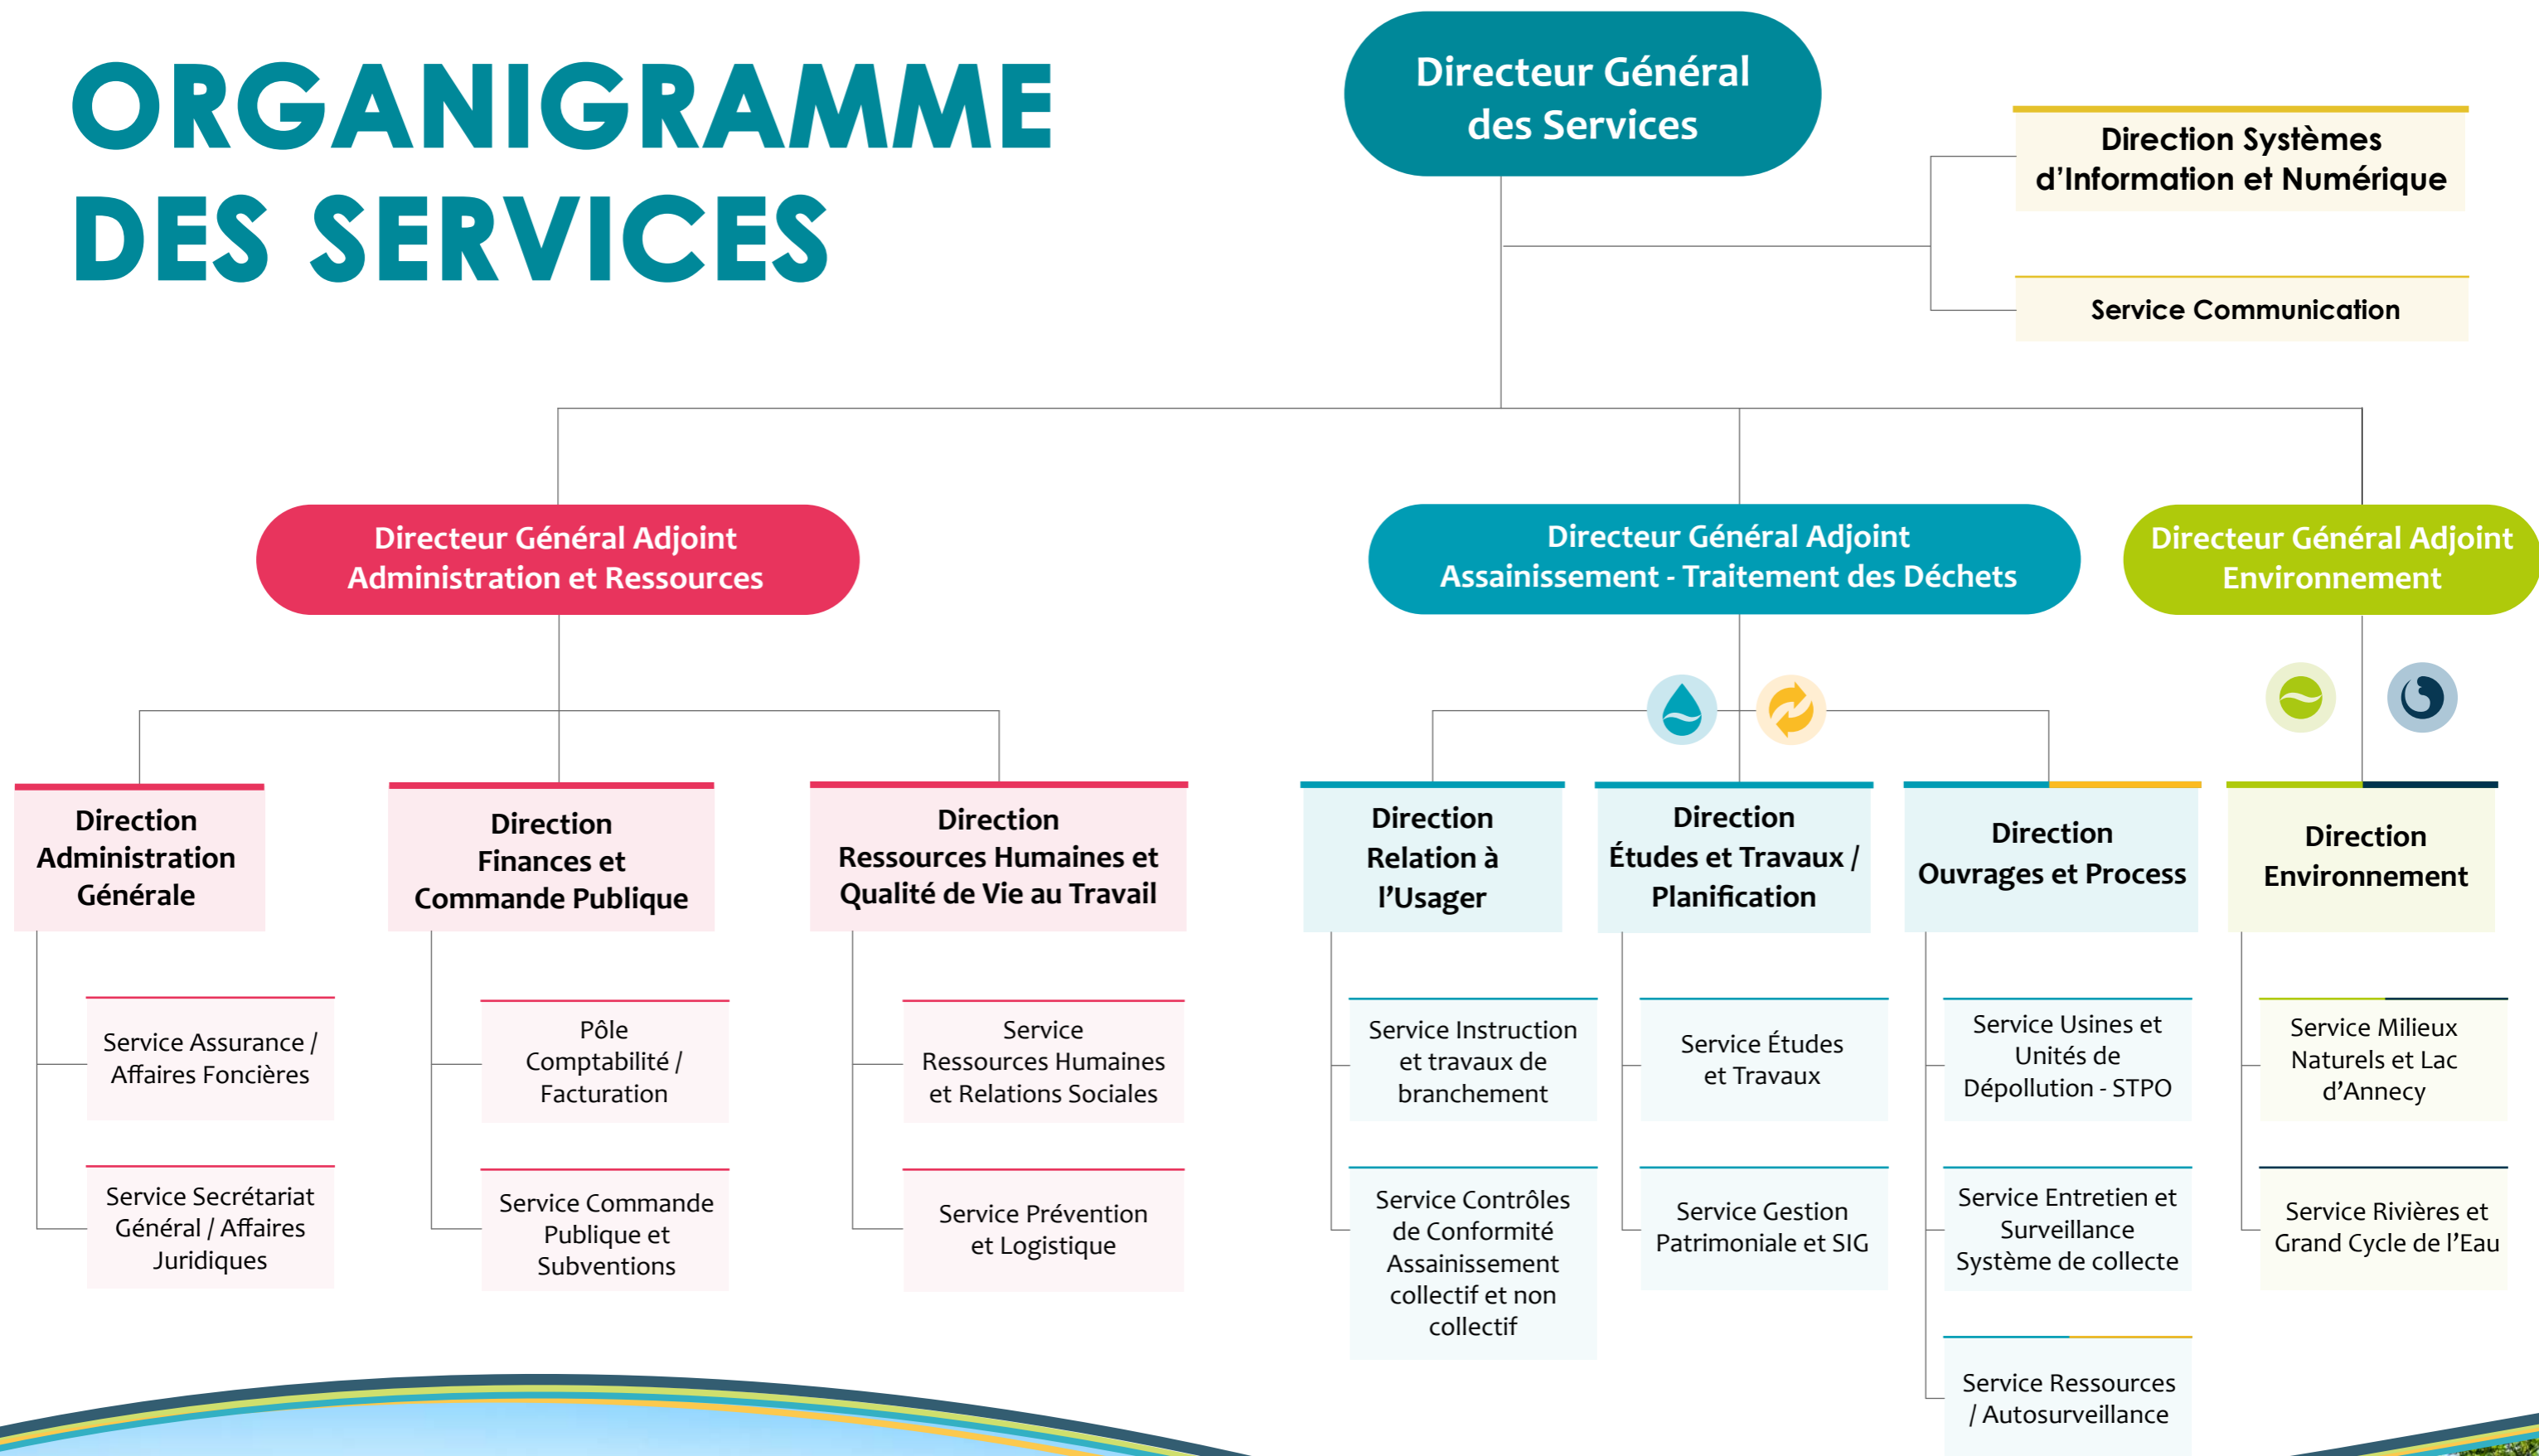 ORGANIGRAMME
DES SERVICES
Directeur Général
des Services
Direction Systèmes
d’Information et Numérique
Service Communication
Directeur Général Adjoint
Administration et Ressources
Directeur Général Adjoint
Assainissement - Traitement des Déchets
Directeur Général Adjoint
Environnement
Direction
Administration
Générale
Direction
Finances et
Commande Publique
Direction
Ressources Humaines et
Qualité de Vie au Travail
Direction
Relation à
l’Usager
Direction
Études et Travaux /
Planification
Direction
Ouvrages et Process
Direction
Environnement
Service Assurance /
Affaires Foncières
Pôle
Comptabilité /
Facturation
Service
Ressources Humaines
et Relations Sociales
Service Instruction
et travaux de
branchement
Service Études
et Travaux
Service Usines et
Unités de
Dépollution - STPO
Service Milieux
Naturels et Lac
d’Annecy
Service Secrétariat
Général / Affaires
Juridiques
Service Commande
Publique et
Subventions
Service Prévention
et Logistique
Service Contrôles
de Conformité
Assainissement
collectif et non
collectif
Service Gestion
Patrimoniale et SIG
Service Entretien et
Surveillance
Système de collecte
Service Rivières et
Grand Cycle de l’Eau
Service Ressources
/ Autosurveillance